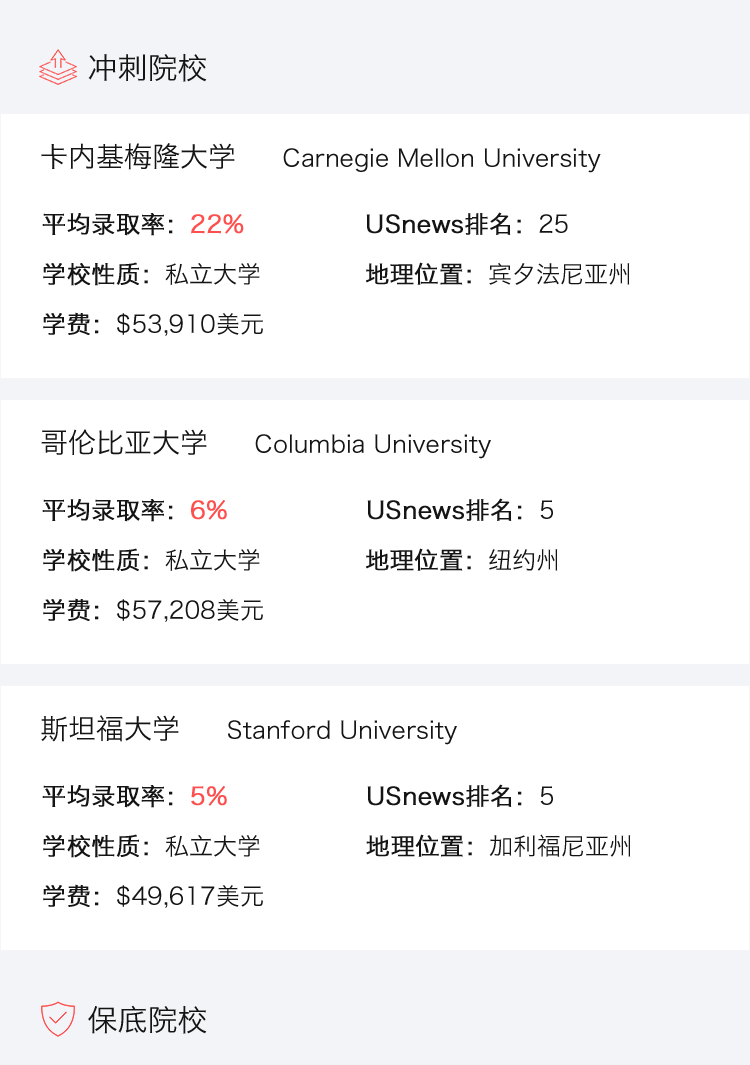 冲刺院校
卡内基梅隆大学 Carnegie Mellon University
平均录取率：22% USnews排名：25
学校性质：私立大学 地理位置：宾夕法尼亚州
学费：$53,910美元
哥伦比亚大学 Columbia University
平均录取率：6% USnews排名：5
学校性质：私立大学 地理位置：纽约州
学费：$57,208美元
斯坦福大学 Stanford University
平均录取率：5% USnews排名：5
学校性质：私立大学 地理位置：加利福尼亚州
学费：$49,617美元
保底院校